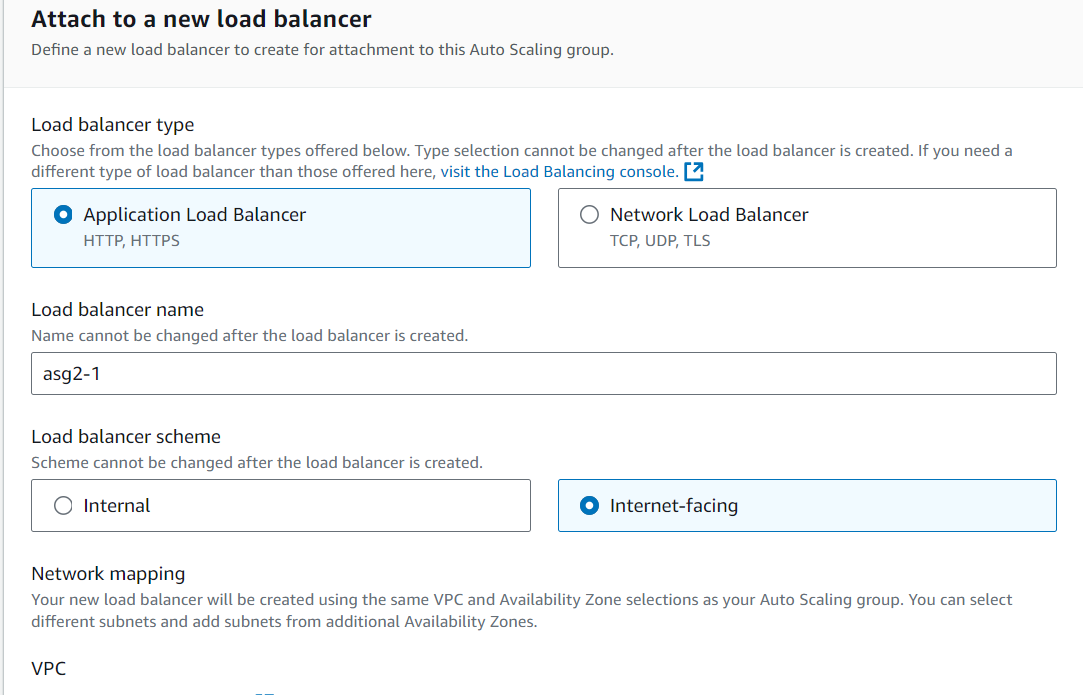 Attach to a new load balancer
Define a new load balancer to create for attachment to this Auto Scaling group.
Load balancer type
Choose from the load balancer types offered below. Type selection cannot be changed after the load balancer is created. If you need a
different type of load balancer than those offered here, visit the Load Balancing console.
Application Load Balancer
HTTP, HTTPS
Network Load Balancer
TCP, UDP, TLS
Load balancer name
Name cannot be changed after the load balancer is created.
asg2-1
Load balancer scheme
Scheme cannot be changed after the load balancer is created.
Internal
Internet-facing
Network mapping
Your new load balancer will be created using the same VPC and Availability Zone selections as your Auto Scaling group. You can select
different subnets and add subnets from additional Availability Zones.
VPC